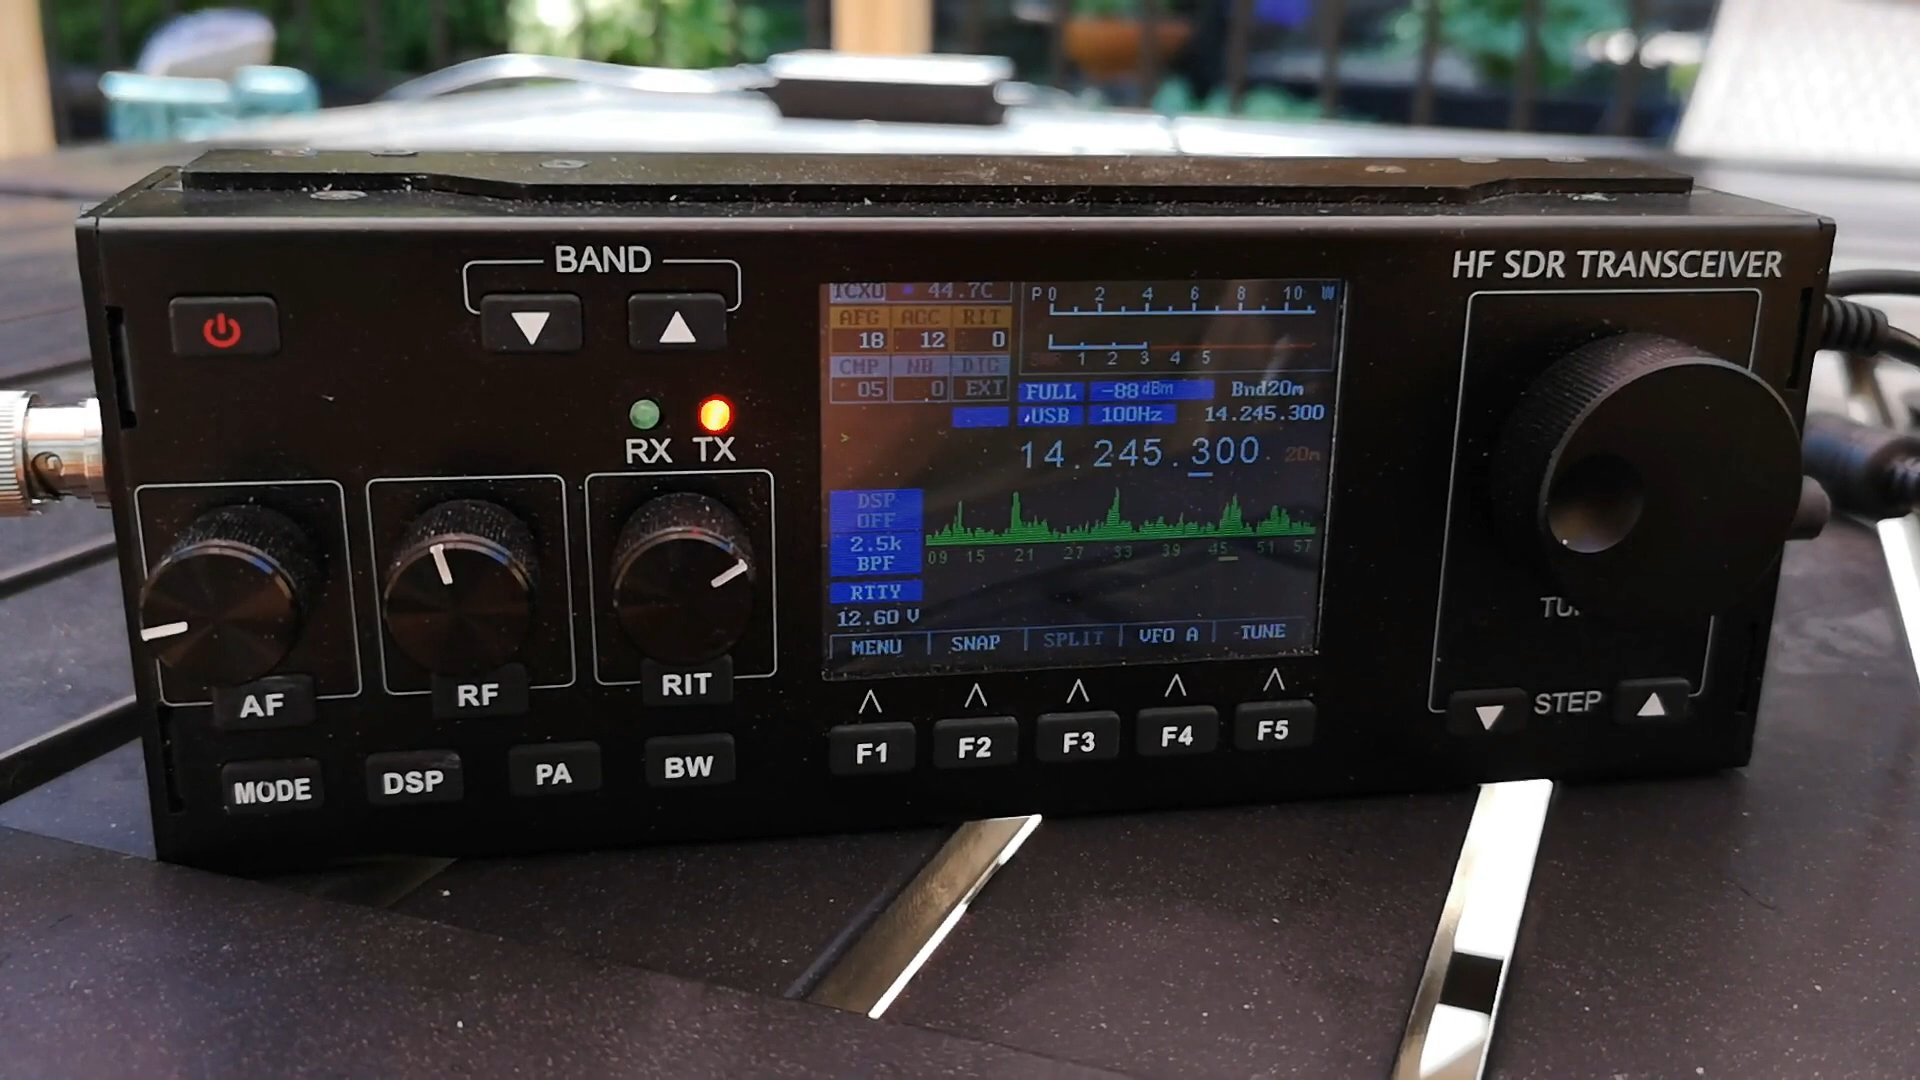 BAND
HF SDR TRANSCEIVER
TCXO 44.7C
AFG AGC RIT
18 12 0
CMP NB DIG
05 0 EXT
P 0 2 4 6 8 10 W
SWR 1 2 3 4 5
FULL -88dBm Bnd20m
USB 100Hz 14.245.300
14.245.300 20m
RX TX
DSP
OFF
2.5k
BPF
RTTY
12.60 V
09 15 21 27 33 39 45 51 57
MENU SNAP SPLIT VFO A TUNE
AF RF RIT
STEP
MODE DSP PA BW
F1 F2 F3 F4 F5